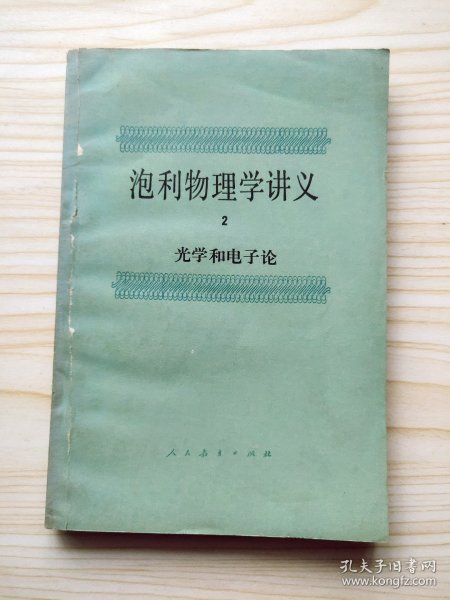 泡利物理学讲义
2
光学和电子论
人民教育出版社
孔夫子旧书网
www.kongfz.com